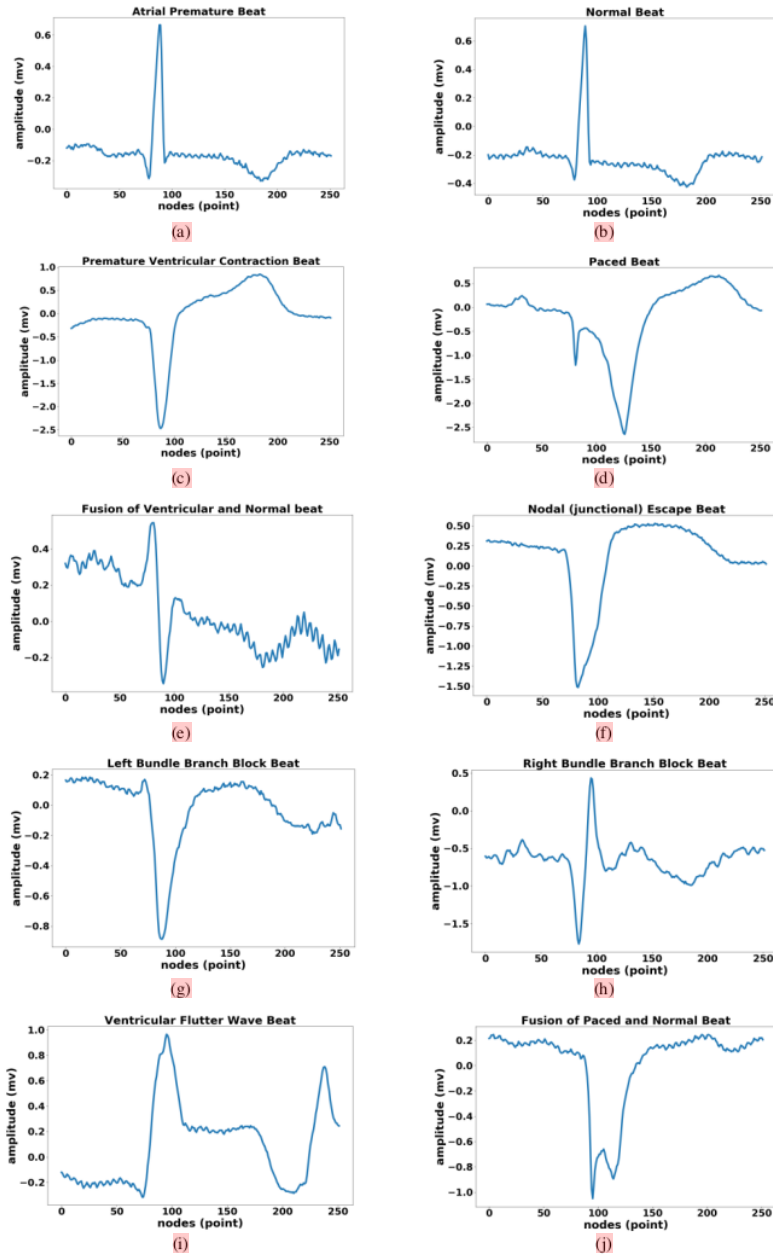 Atrial Premature Beat
amplitude (mv)
0.6
0.4
0.2
0.0
−0.2
0 50 100 150 200 250
nodes (point)
(a)
Normal Beat
amplitude (mv)
0.6
0.4
0.2
0.0
−0.2
−0.4
0 50 100 150 200 250
nodes (point)
(b)
Premature Ventricular Contraction Beat
amplitude (mv)
1.0
0.5
0.0
−0.5
−1.0
−1.5
−2.0
−2.5
0 50 100 150 200 250
nodes (point)
(c)
Paced Beat
amplitude (mv)
0.5
0.0
−0.5
−1.0
−1.5
−2.0
−2.5
0 50 100 150 200 250
nodes (point)
(d)
Fusion of Ventricular and Normal beat
amplitude (mv)
0.4
0.2
0.0
−0.2
0 50 100 150 200 250
nodes (point)
(e)
Nodal (junctional) Escape Beat
amplitude (mv)
0.50
0.25
0.00
−0.25
−0.50
−0.75
−1.00
−1.25
−1.50
0 50 100 150 200 250
nodes (point)
(f)
Left Bundle Branch Block Beat
amplitude (mv)
0.2
0.0
−0.2
−0.4
−0.6
−0.8
0 50 100 150 200 250
nodes (point)
(g)
Right Bundle Branch Block Beat
amplitude (mv)
0.5
0.0
−0.5
−1.0
−1.5
0 50 100 150 200 250
nodes (point)
(h)
Ventricular Flutter Wave Beat
amplitude (mv)
1.0
0.8
0.6
0.4
0.2
−0.2
0 50 100 150 200 250
nodes (point)
(i)
Fusion of Paced and Normal Beat
amplitude (mv)
0.2
0.0
−0.2
−0.4
−0.6
−0.8
−1.0
0 50 100 150 200 250
nodes (point)
(j)